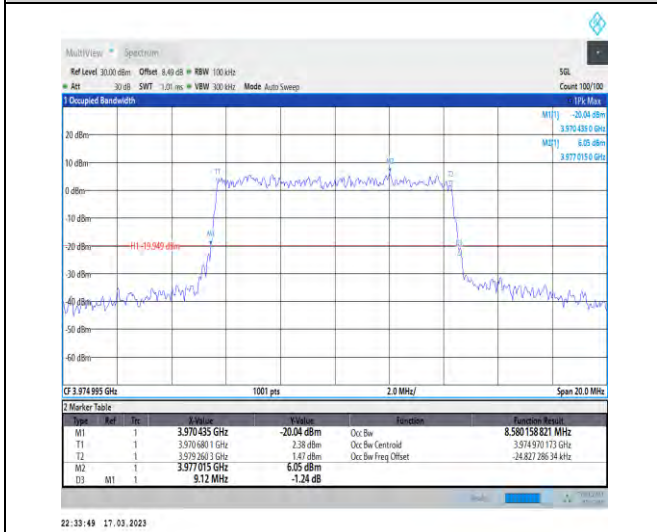 MultiView Spectrum
Ref Level 30.00 dBm Offset 8.49 dB RBW 100 kHz SGL
Att 30 dB SWT 1.01 ms VBW 300 kHz Mode Auto Sweep Count 100/100
1 Occupied Bandwidth 1Pk Max
M1[1] -20.04 dBm
3.970 435 0 GHz
M2[1] 6.05 dBm
3.977 015 0 GHz
20 dBm
10 dBm
0 dBm
-10 dBm
-20 dBm
H1 -19.949 dBm
-30 dBm
-40 dBm
-50 dBm
-60 dBm
T1
M2
T2
M1
D3
CF 3.974 995 GHz 1001 pts 2.0 MHz/ Span 20.0 MHz
2 Marker Table
Type Ref Trc X-Value Y-Value Function Function Result
M1 1 3.970 435 GHz -20.04 dBm Occ Bw 8.580 158 821 MHz
T1 1 3.970 680 1 GHz 2.38 dBm Occ Bw Centroid 3.974 970 173 GHz
T2 1 3.979 260 3 GHz 1.47 dBm Occ Bw Freq Offset -24.827 286 34 kHz
M2 1 3.977 015 GHz 6.05 dBm
D3 M1 1 9.12 MHz -1.24 dB
22:33:49 17.03.2023